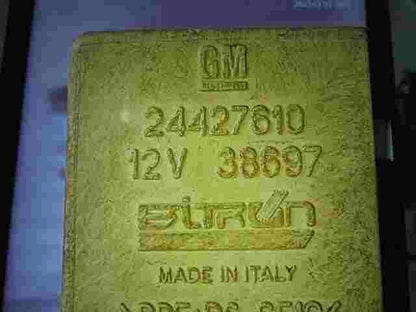 GM
24427610
12V 38697
BiTRON
MADE IN ITALY